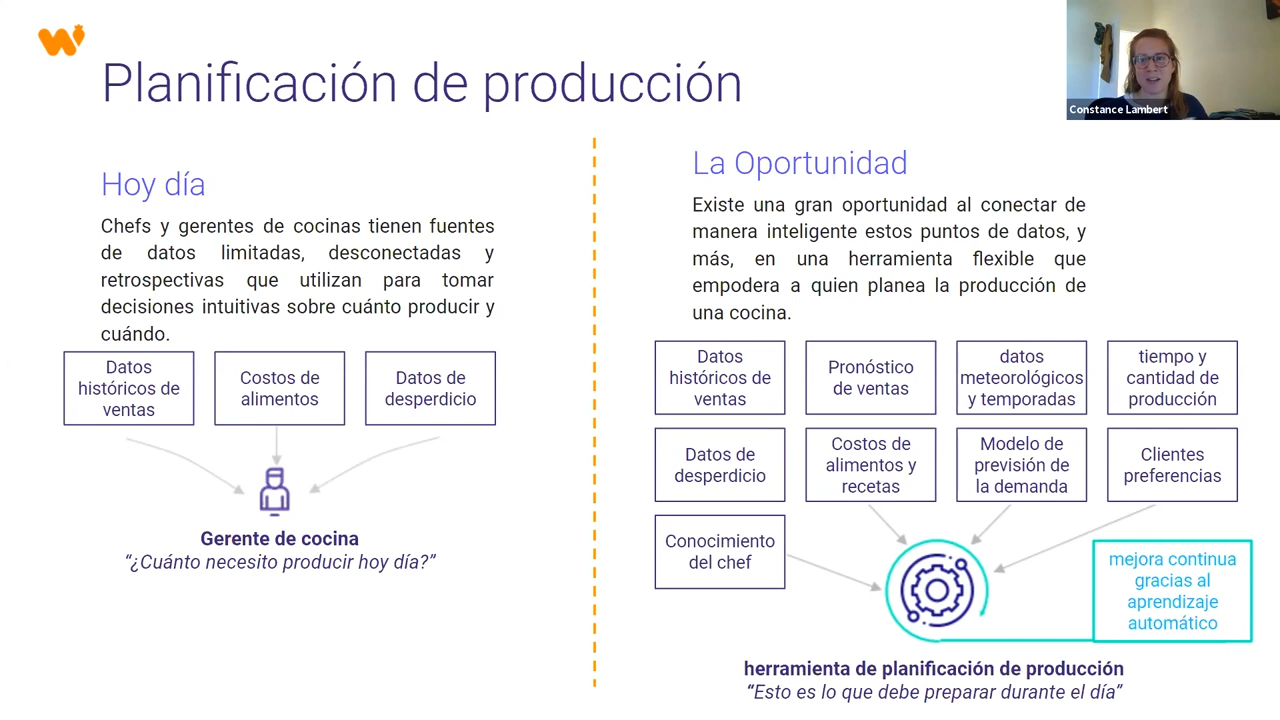 Planificación de producción
Constance Lambert
Hoy día
Chefs y gerentes de cocinas tienen fuentes
de datos limitadas, desconectadas y
retrospectivas que utilizan para tomar
decisiones intuitivas sobre cuánto producir y
cuándo.
Datos
históricos de
ventas
Costos de
alimentos
Datos de
desperdicio
Gerente de cocina
“¿Cuánto necesito producir hoy día?”
La Oportunidad
Existe una gran oportunidad al conectar de
manera inteligente estos puntos de datos, y
más, en una herramienta flexible que
empodera a quien planea la producción de
una cocina.
Datos
históricos de
ventas
Pronóstico
de ventas
datos
meteorológicos
y temporadas
tiempo y
cantidad de
producción
Datos de
desperdicio
Costos de
alimentos y
recetas
Modelo de
previsión de
la demanda
Clientes
preferencias
Conocimiento
del chef
mejora continua
gracias al
aprendizaje
automático
herramienta de planificación de producción
“Esto es lo que debe preparar durante el día”